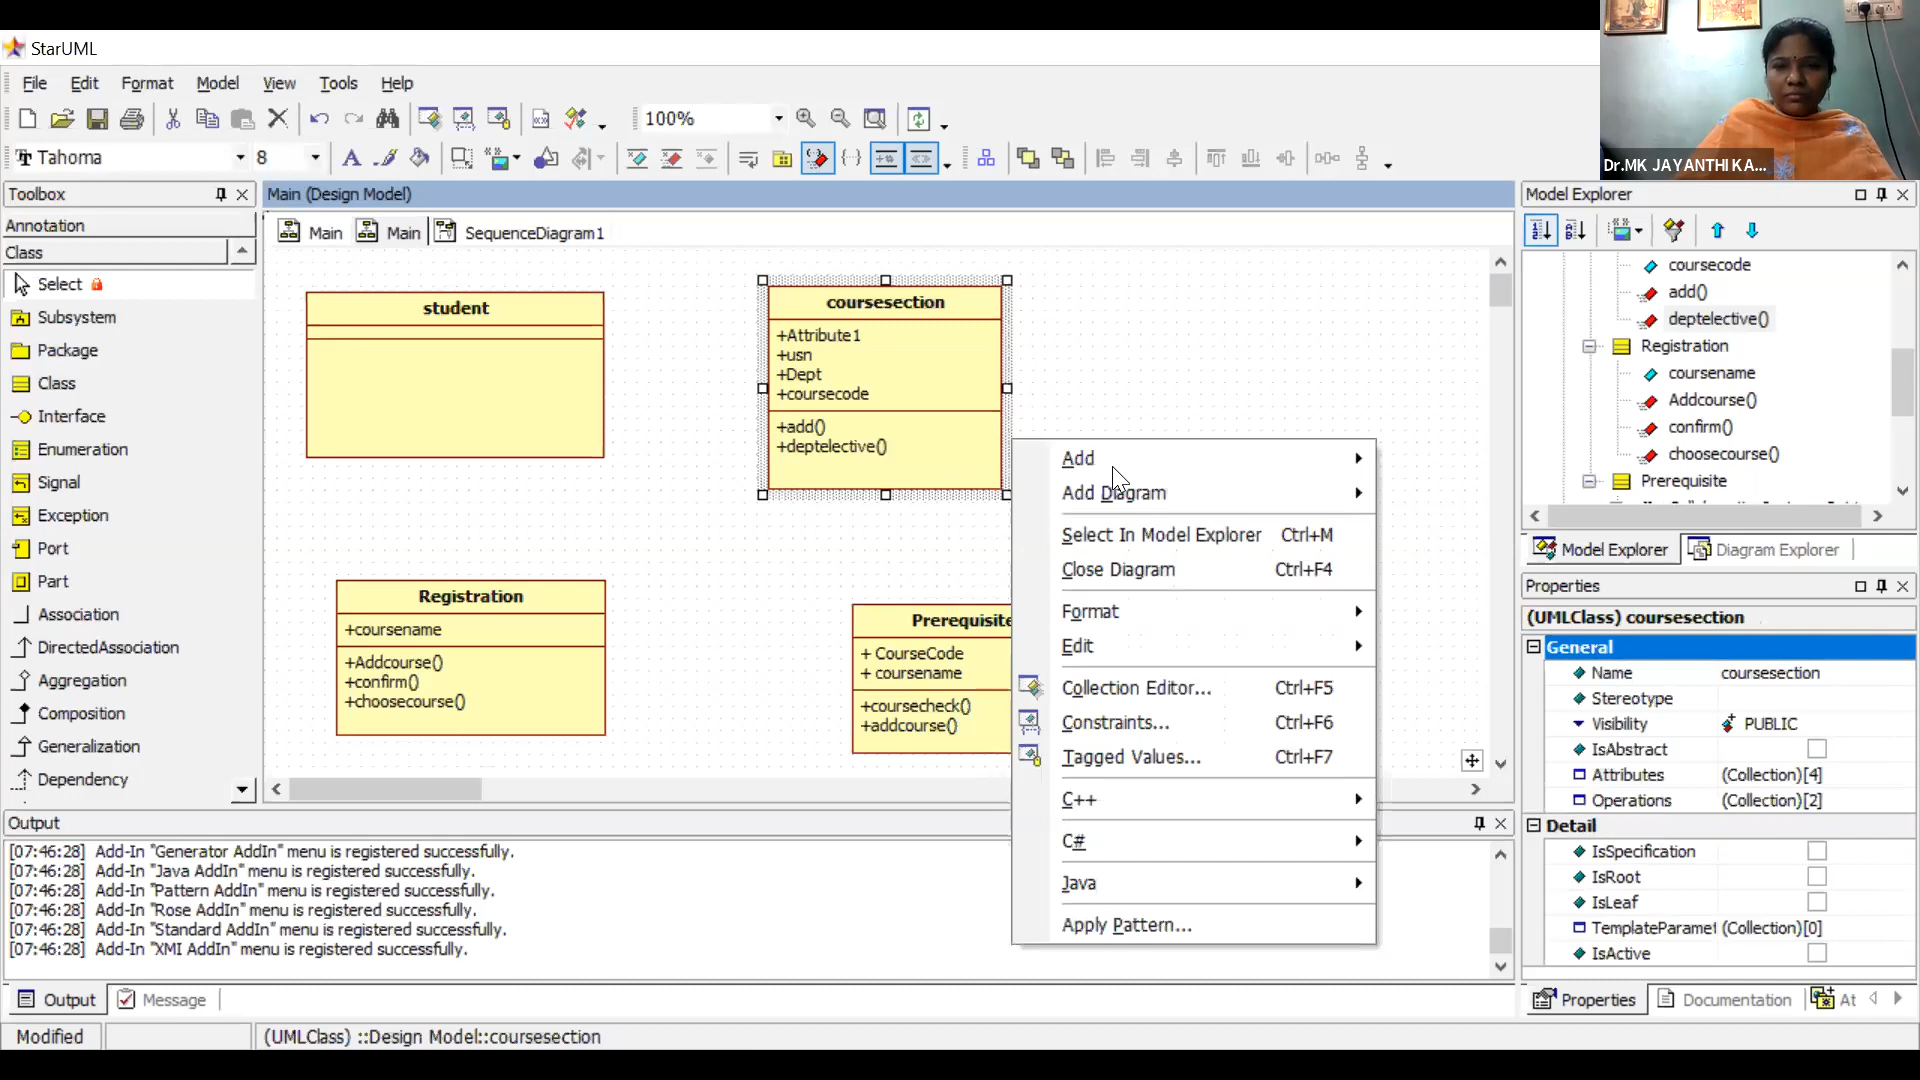 StarUML
File Edit Format Model View Tools Help
100%
Tahoma 8
Dr.MK JAYANTHI KA...
Toolbox
Annotation
Class
Select
Subsystem
Package
Class
Interface
Enumeration
Signal
Exception
Port
Part
Association
DirectedAssociation
Aggregation
Composition
Generalization
Dependency
Main (Design Model)
Main Main SequenceDiagram1
student
coursesection
+Attribute1
+usn
+Dept
+coursecode
+add()
+deptelective()
Registration
+coursename
+Addcourse()
+confirm()
+choosecourse()
Prerequisite
+ CourseCode
+ coursename
+coursecheck()
+addcourse()
Add
Add Diagram
Select In Model Explorer Ctrl+M
Close Diagram Ctrl+F4
Format
Edit
Collection Editor... Ctrl+F5
Constraints... Ctrl+F6
Tagged Values... Ctrl+F7
C++
C#
Java
Apply Pattern...
Model Explorer
coursecode
add()
deptelective()
Registration
coursename
Addcourse()
confirm()
choosecourse()
Prerequisite
Model Explorer Diagram Explorer
Properties
(UMLClass) coursesection
General
Name coursesection
Stereotype
Visibility PUBLIC
IsAbstract
Attributes (Collection)[4]
Operations (Collection)[2]
Detail
IsSpecification
IsRoot
IsLeaf
TemplateParamet (Collection)[0]
IsActive
Properties Documentation At
Output
[07:46:28] Add-In "Generator AddIn" menu is registered successfully.
[07:46:28] Add-In "Java AddIn" menu is registered successfully.
[07:46:28] Add-In "Pattern AddIn" menu is registered successfully.
[07:46:28] Add-In "Rose AddIn" menu is registered successfully.
[07:46:28] Add-In "Standard AddIn" menu is registered successfully.
[07:46:28] Add-In "XMI AddIn" menu is registered successfully.
Output Message
Modified (UMLClass) ::Design Model::coursesection